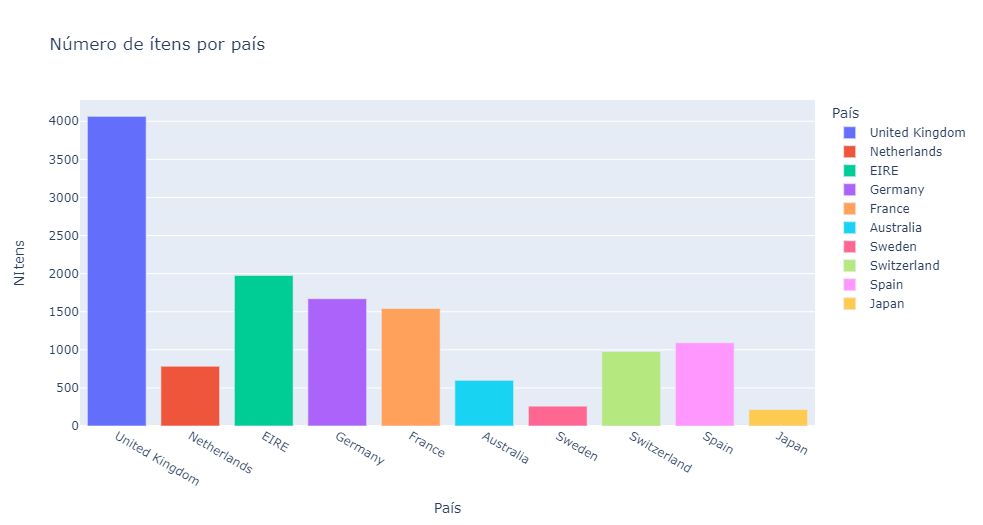 Número de ítens por país
NItens
4000
3500
3000
2500
2000
1500
1000
500
0
United Kingdom
Netherlands
EIRE
Germany
France
Australia
Sweden
Switzerland
Spain
Japan
País
País
United Kingdom
Netherlands
EIRE
Germany
France
Australia
Sweden
Switzerland
Spain
Japan